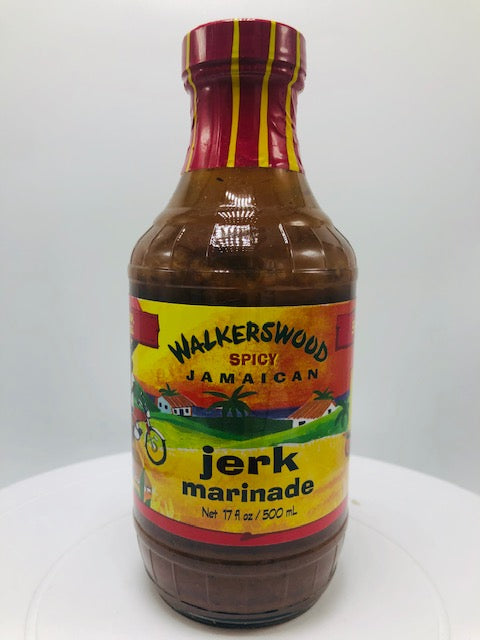 WALKERSWOOD
SPICY
JAMAICAN
jerk
marinade
Net 17 fl oz / 500 mL